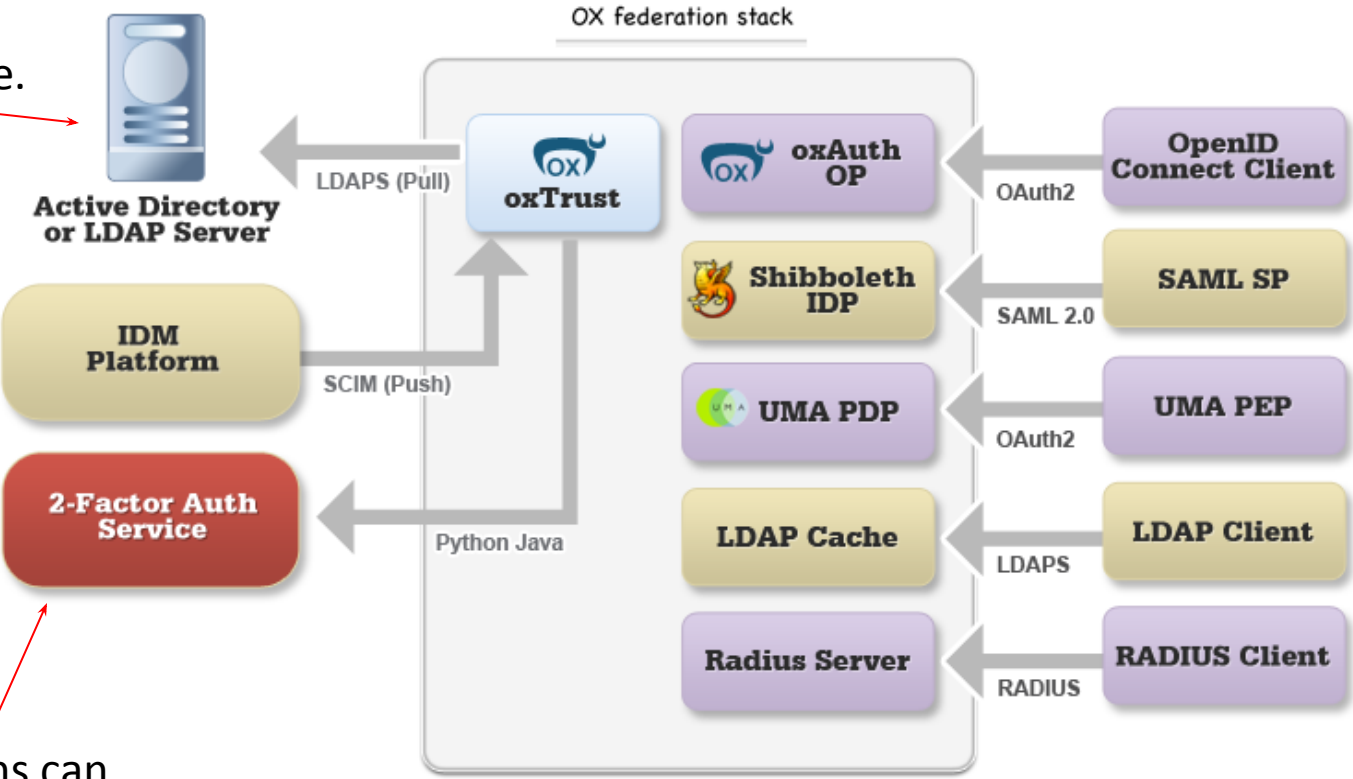 OX federation stack
e.
Active Directory
or LDAP Server
LDAPS (Pull)
OX
oxTrust
IDM
Platform
SCIM (Push)
2-Factor Auth
Service
Python Java
OX
oxAuth
OP
OAuth2
OpenID
Connect Client
Shibboleth
IDP
SAML 2.0
SAML SP
UMA
UMA PDP
OAuth2
UMA PEP
LDAP Cache
LDAPS
LDAP Client
Radius Server
RADIUS
RADIUS Client
ns can